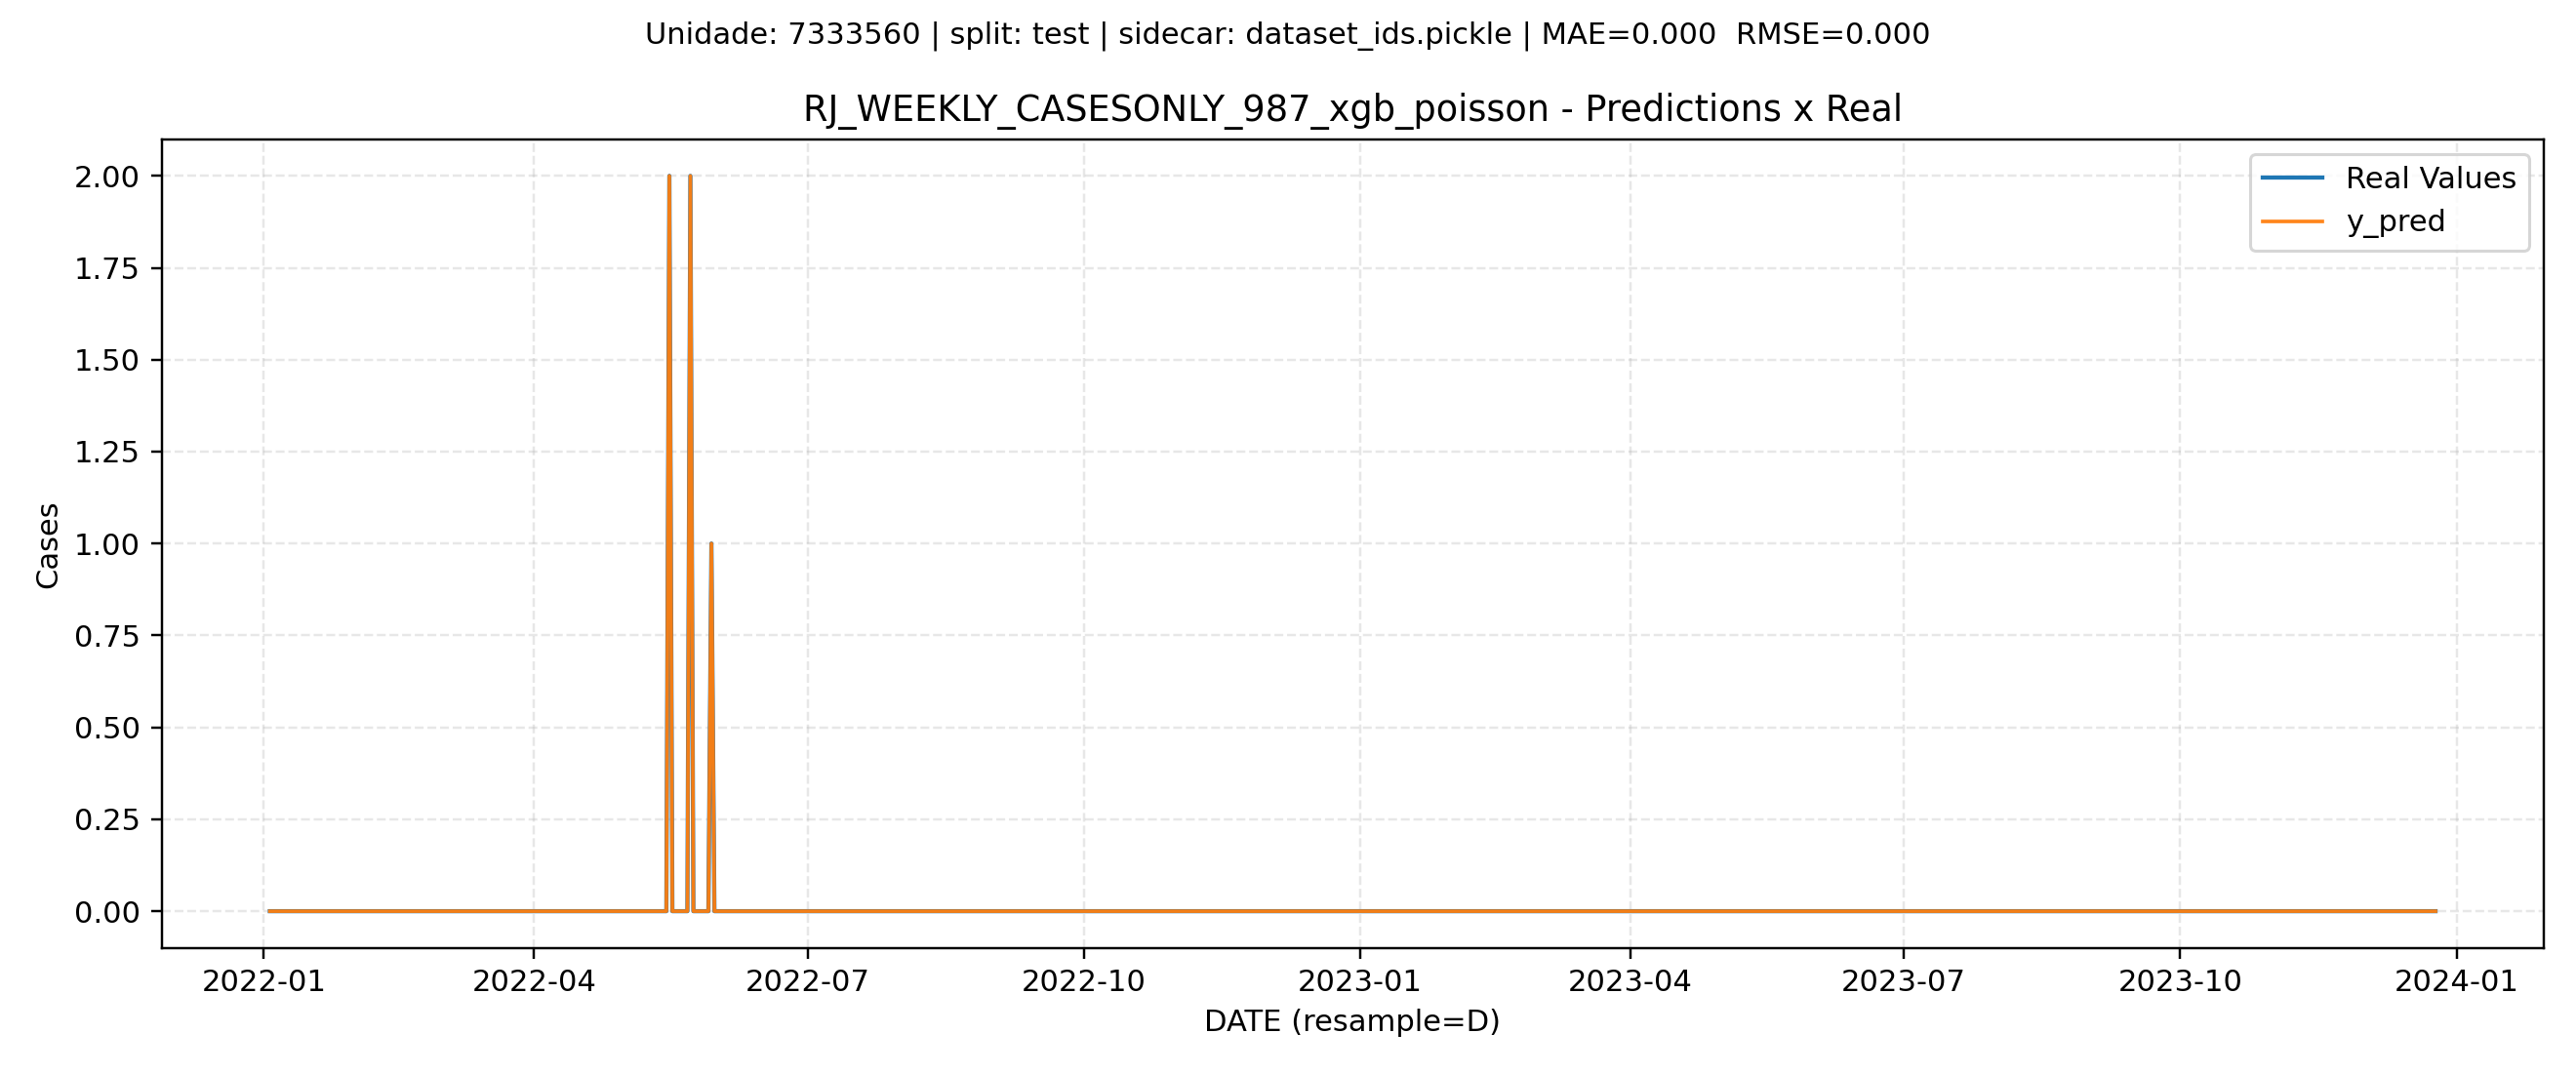 Unidade: 7333560 | split: test | sidecar: dataset_ids.pickle | MAE=0.000  RMSE=0.000
RJ_WEEKLY_CASESONLY_987_xgb_poisson - Predictions x Real
Real Values
y_pred
Cases
2.00
1.75
1.50
1.25
1.00
0.75
0.50
0.25
0.00
2022-01 2022-04 2022-07 2022-10 2023-01 2023-04 2023-07 2023-10 2024-01
DATE (resample=D)